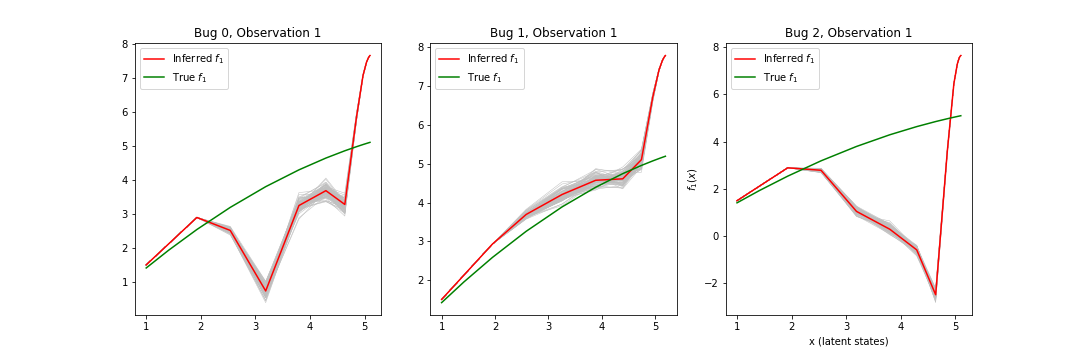 Bug 0, Observation 1
8
7
6
5
4
3
2
1
1 2 3 4 5
Inferred f₁
True f₁
Bug 1, Observation 1
8
7
6
5
4
3
2
1 2 3 4 5
Inferred f₁
True f₁
Bug 2, Observation 1
f₁(x)
8
6
4
2
0
−2
1 2 3 4 5
x (latent states)
Inferred f₁
True f₁